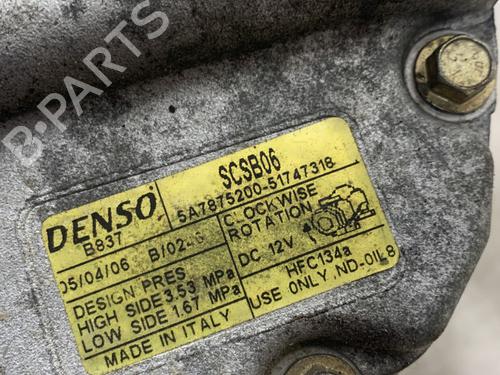 B-PARTS
SCSB06
5A7875200-51747318
DENSO
B937
CLOCKWISE
ROTATION
05/04/06
DC 12V
DESIGN PRES
HIGH SIDE 3.53 MPa
LOW SIDE 1.67 MPa
HFC134a
USE ONLY ND-OIL8
MADE IN ITALY